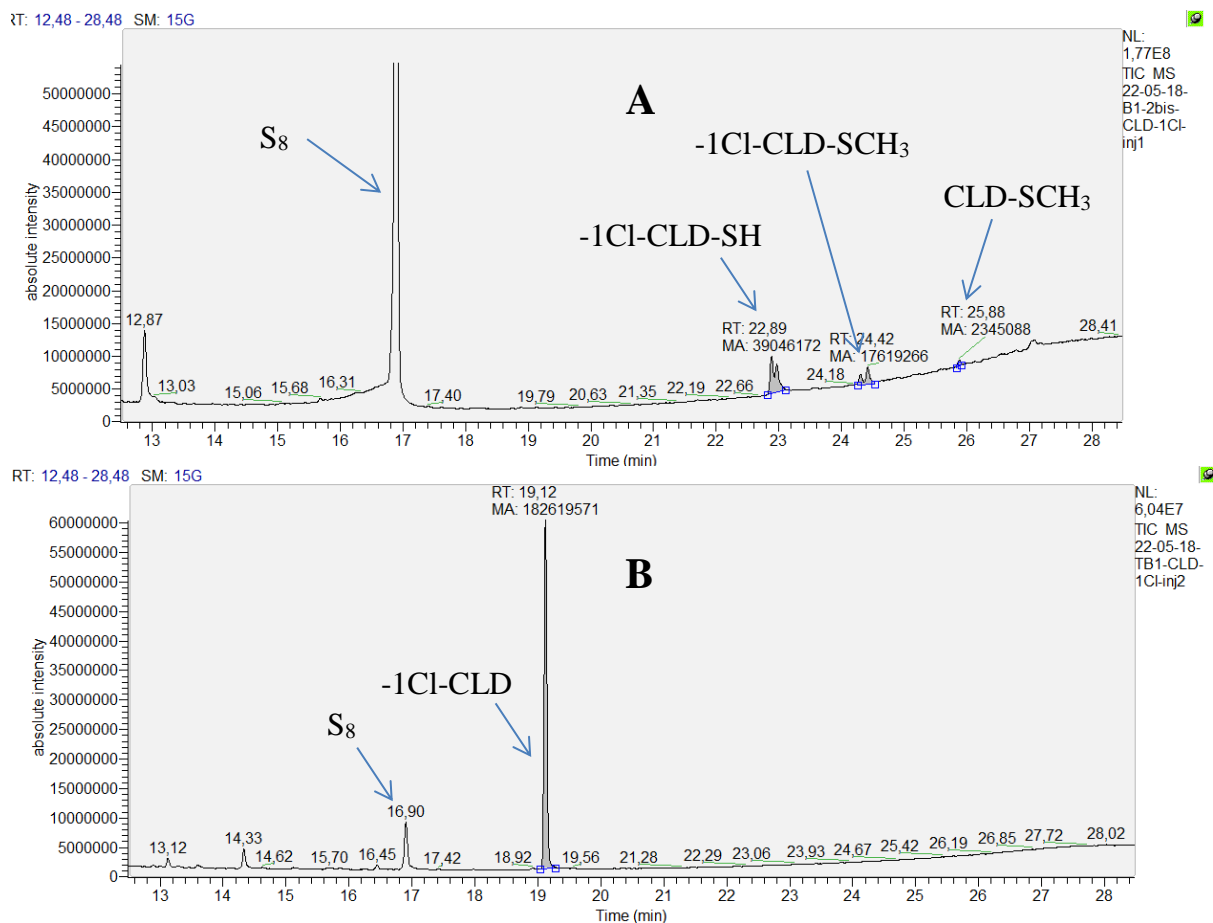 RT: 12,48 - 28,48 SM: 15G
NL:
1,77E8
TIC MS
22-05-18-
B1-2bis-
CLD-1Cl-
inj1
A
S₈
-1Cl-CLD-SCH₃
CLD-SCH₃
-1Cl-CLD-SH
absolute intensity
50000000
45000000
40000000
35000000
30000000
25000000
20000000
15000000
10000000
5000000
0
12,87
13,03
15,06
15,68
16,31
17,40
19,79
20,63
21,35
22,19
22,66
RT: 22,89
MA: 39046172
24,18
RT: 24,42
MA: 17619266
RT: 25,88
MA: 2345088
28,41
13 14 15 16 17 18 19 20 21 22 23 24 25 26 27 28
Time (min)
RT: 12,48 - 28,48 SM: 15G
NL:
6,04E7
TIC MS
22-05-18-
TB1-CLD-
1Cl-inj2
RT: 19,12
MA: 182619571
B
-1Cl-CLD
S₈
absolute intensity
60000000
55000000
50000000
45000000
40000000
35000000
30000000
25000000
20000000
15000000
10000000
5000000
0
13,12
14,33
14,62
15,70
16,45
16,90
17,42
18,92
19,56
21,28
22,29
23,06
23,93
24,67
25,42
26,19
26,85
27,72
28,02
13 14 15 16 17 18 19 20 21 22 23 24 25 26 27 28
Time (min)